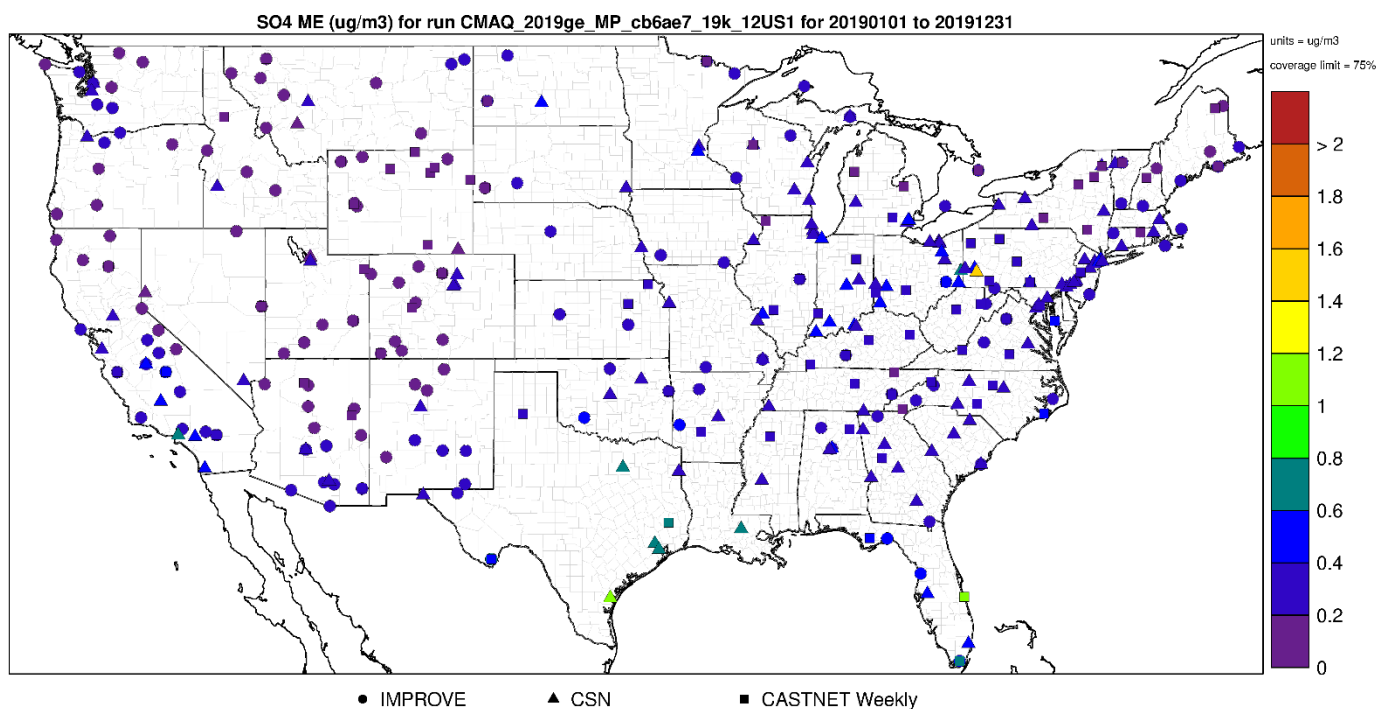 SO4 ME (ug/m3) for run CMAQ_2019ge_MP_cb6ae7_19k_12US1 for 20190101 to 20191231
units = ug/m3
coverage limit = 75%
> 2
1.8
1.6
1.4
1.2
1
0.8
0.6
0.4
0.2
0
IMPROVE
CSN
CASTNET Weekly